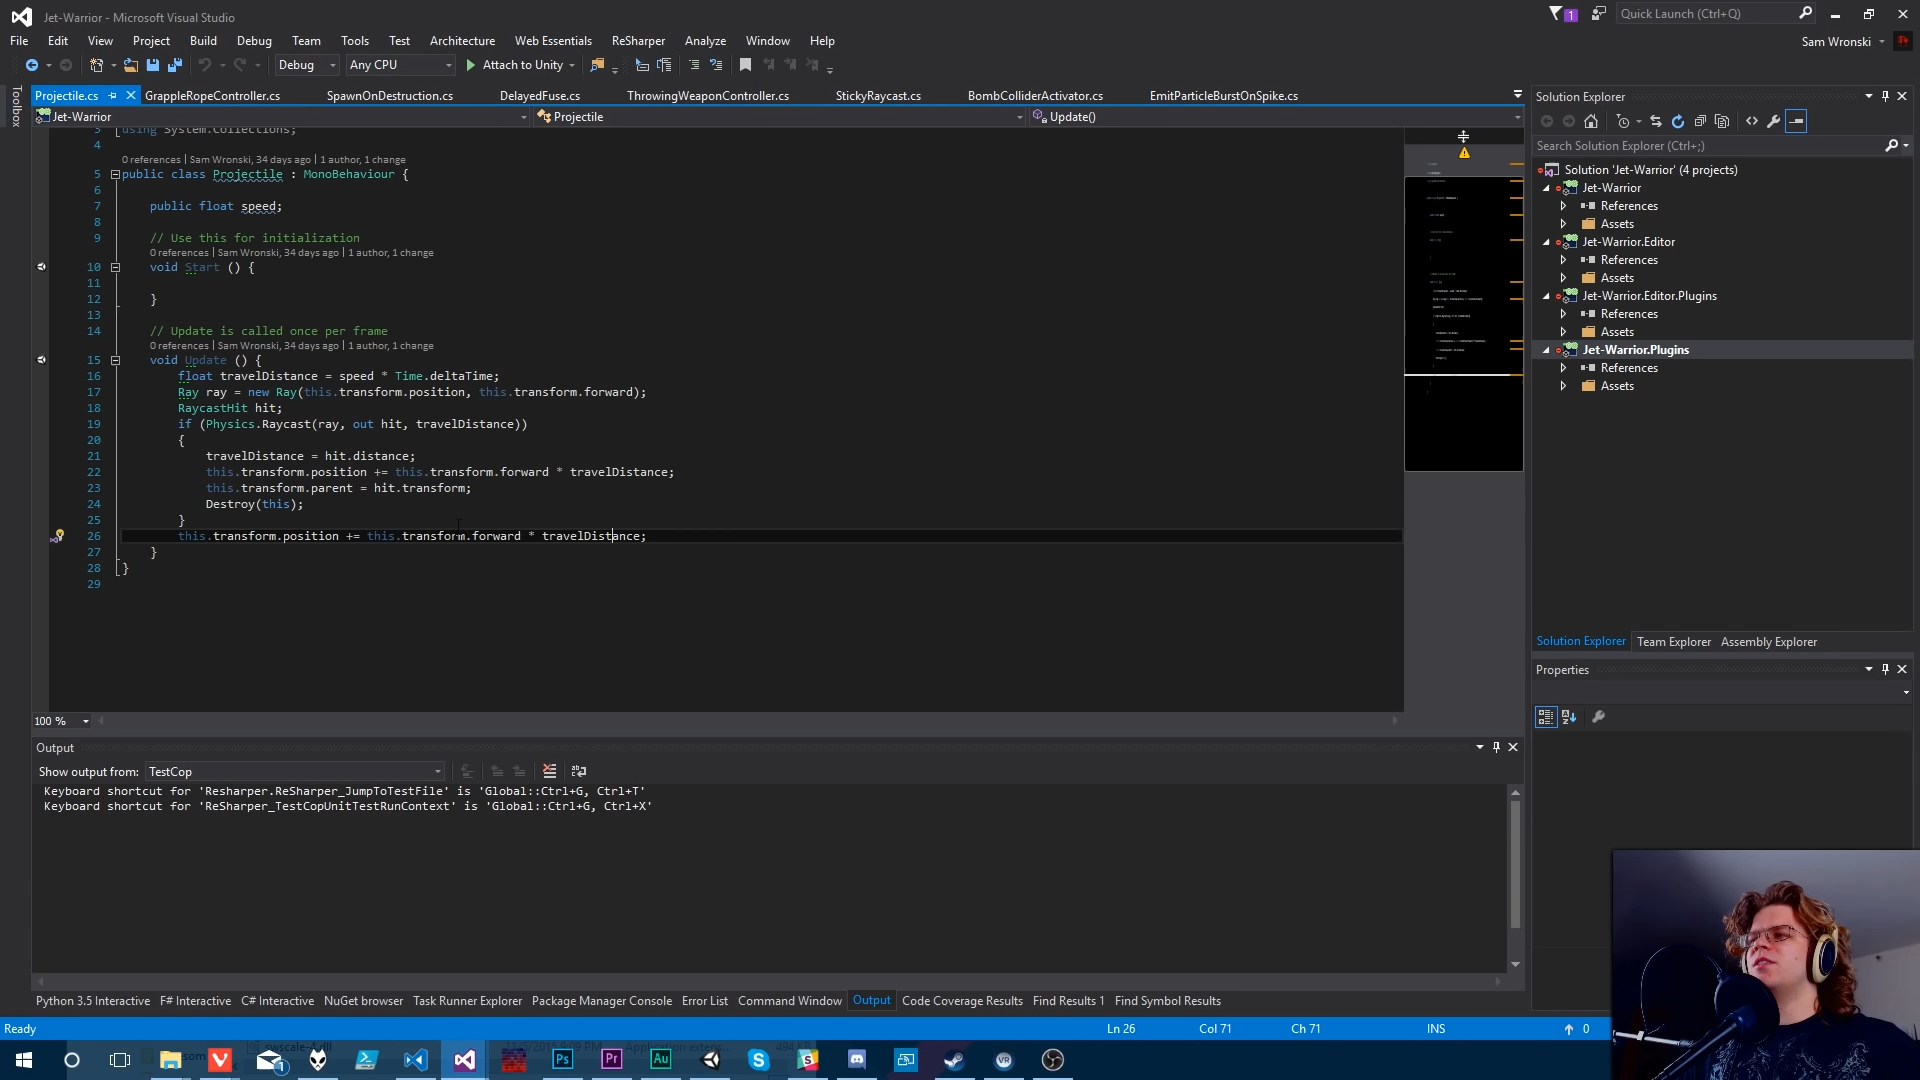 Jet-Warrior - Microsoft Visual Studio
1
Quick Launch (Ctrl+Q)
File Edit View Project Build Debug Team Tools Test Architecture Web Essentials ReSharper Analyze Window Help
Sam Wronski
Debug Any CPU Attach to Unity
Toolbox
Projectile.cs GrappleRopeController.cs SpawnOnDestruction.cs DelayedFuse.cs ThrowingWeaponController.cs StickyRaycast.cs BombColliderActivator.cs EmitParticleBurstOnSpike.cs
Jet-Warrior Projectile Update()
3 using System.Collections;
4
0 references | Sam Wronski, 34 days ago | 1 author, 1 change
5 public class Projectile : MonoBehaviour {
6
7 public float speed;
8
9 // Use this for initialization
0 references | Sam Wronski, 34 days ago | 1 author, 1 change
10 void Start () {
11
12 }
13
14 // Update is called once per frame
0 references | Sam Wronski, 34 days ago | 1 author, 1 change
15 void Update () {
16 float travelDistance = speed * Time.deltaTime;
17 Ray ray = new Ray(this.transform.position, this.transform.forward);
18 RaycastHit hit;
19 if (Physics.Raycast(ray, out hit, travelDistance))
20 {
21 travelDistance = hit.distance;
22 this.transform.position += this.transform.forward * travelDistance;
23 this.transform.parent = hit.transform;
24 Destroy(this);
25 }
26 this.transform.position += this.transform.forward * travelDistance;
27 }
28 }
29
100 %
Solution Explorer
Search Solution Explorer (Ctrl+;)
Solution 'Jet-Warrior' (4 projects)
Jet-Warrior
References
Assets
Jet-Warrior.Editor
References
Assets
Jet-Warrior.Editor.Plugins
References
Assets
Jet-Warrior.Plugins
References
Assets
Solution Explorer Team Explorer Assembly Explorer
Properties
Output
Show output from: TestCop
Keyboard shortcut for 'Resharper.ReSharper_JumpToTestFile' is 'Global::Ctrl+G, Ctrl+T'
Keyboard shortcut for 'ReSharper_TestCopUnitTestRunContext' is 'Global::Ctrl+G, Ctrl+X'
Python 3.5 Interactive F# Interactive C# Interactive NuGet browser Task Runner Explorer Package Manager Console Error List Command Window Output Code Coverage Results Find Results 1 Find Symbol Results
Ready Ln 26 Col 71 Ch 71 INS 0
Ps Pr Au